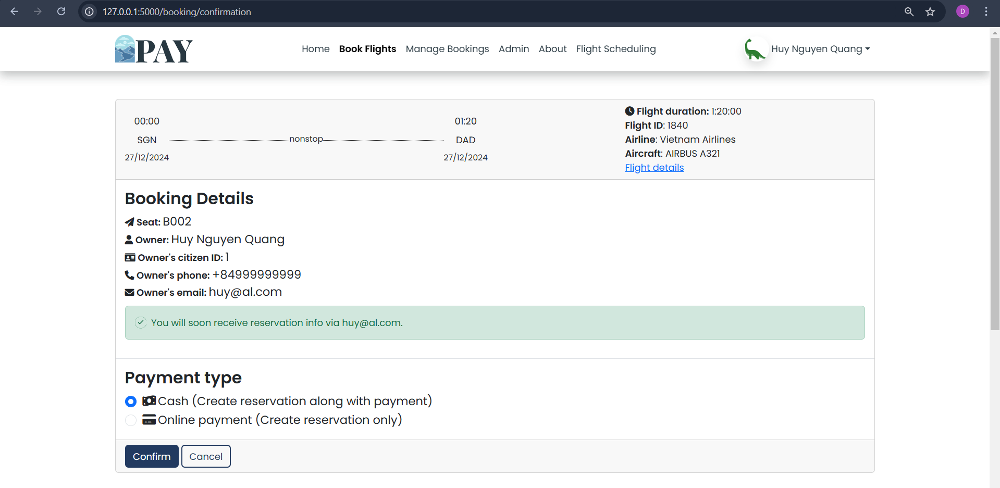 127.0.0.1:5000/booking/confirmation
D
PAY
Home Book Flights Manage Bookings Admin About Flight Scheduling
Huy Nguyen Quang
00:00
SGN
27/12/2024
nonstop
01:20
DAD
27/12/2024
Flight duration: 1:20:00
Flight ID: 1840
Airline: Vietnam Airlines
Aircraft: AIRBUS A321
Flight details
Booking Details
Seat: B002
Owner: Huy Nguyen Quang
Owner's citizen ID: 1
Owner's phone: +84999999999
Owner's email: huy@al.com
You will soon receive reservation info via huy@al.com.
Payment type
Cash (Create reservation along with payment)
Online payment (Create reservation only)
Confirm Cancel